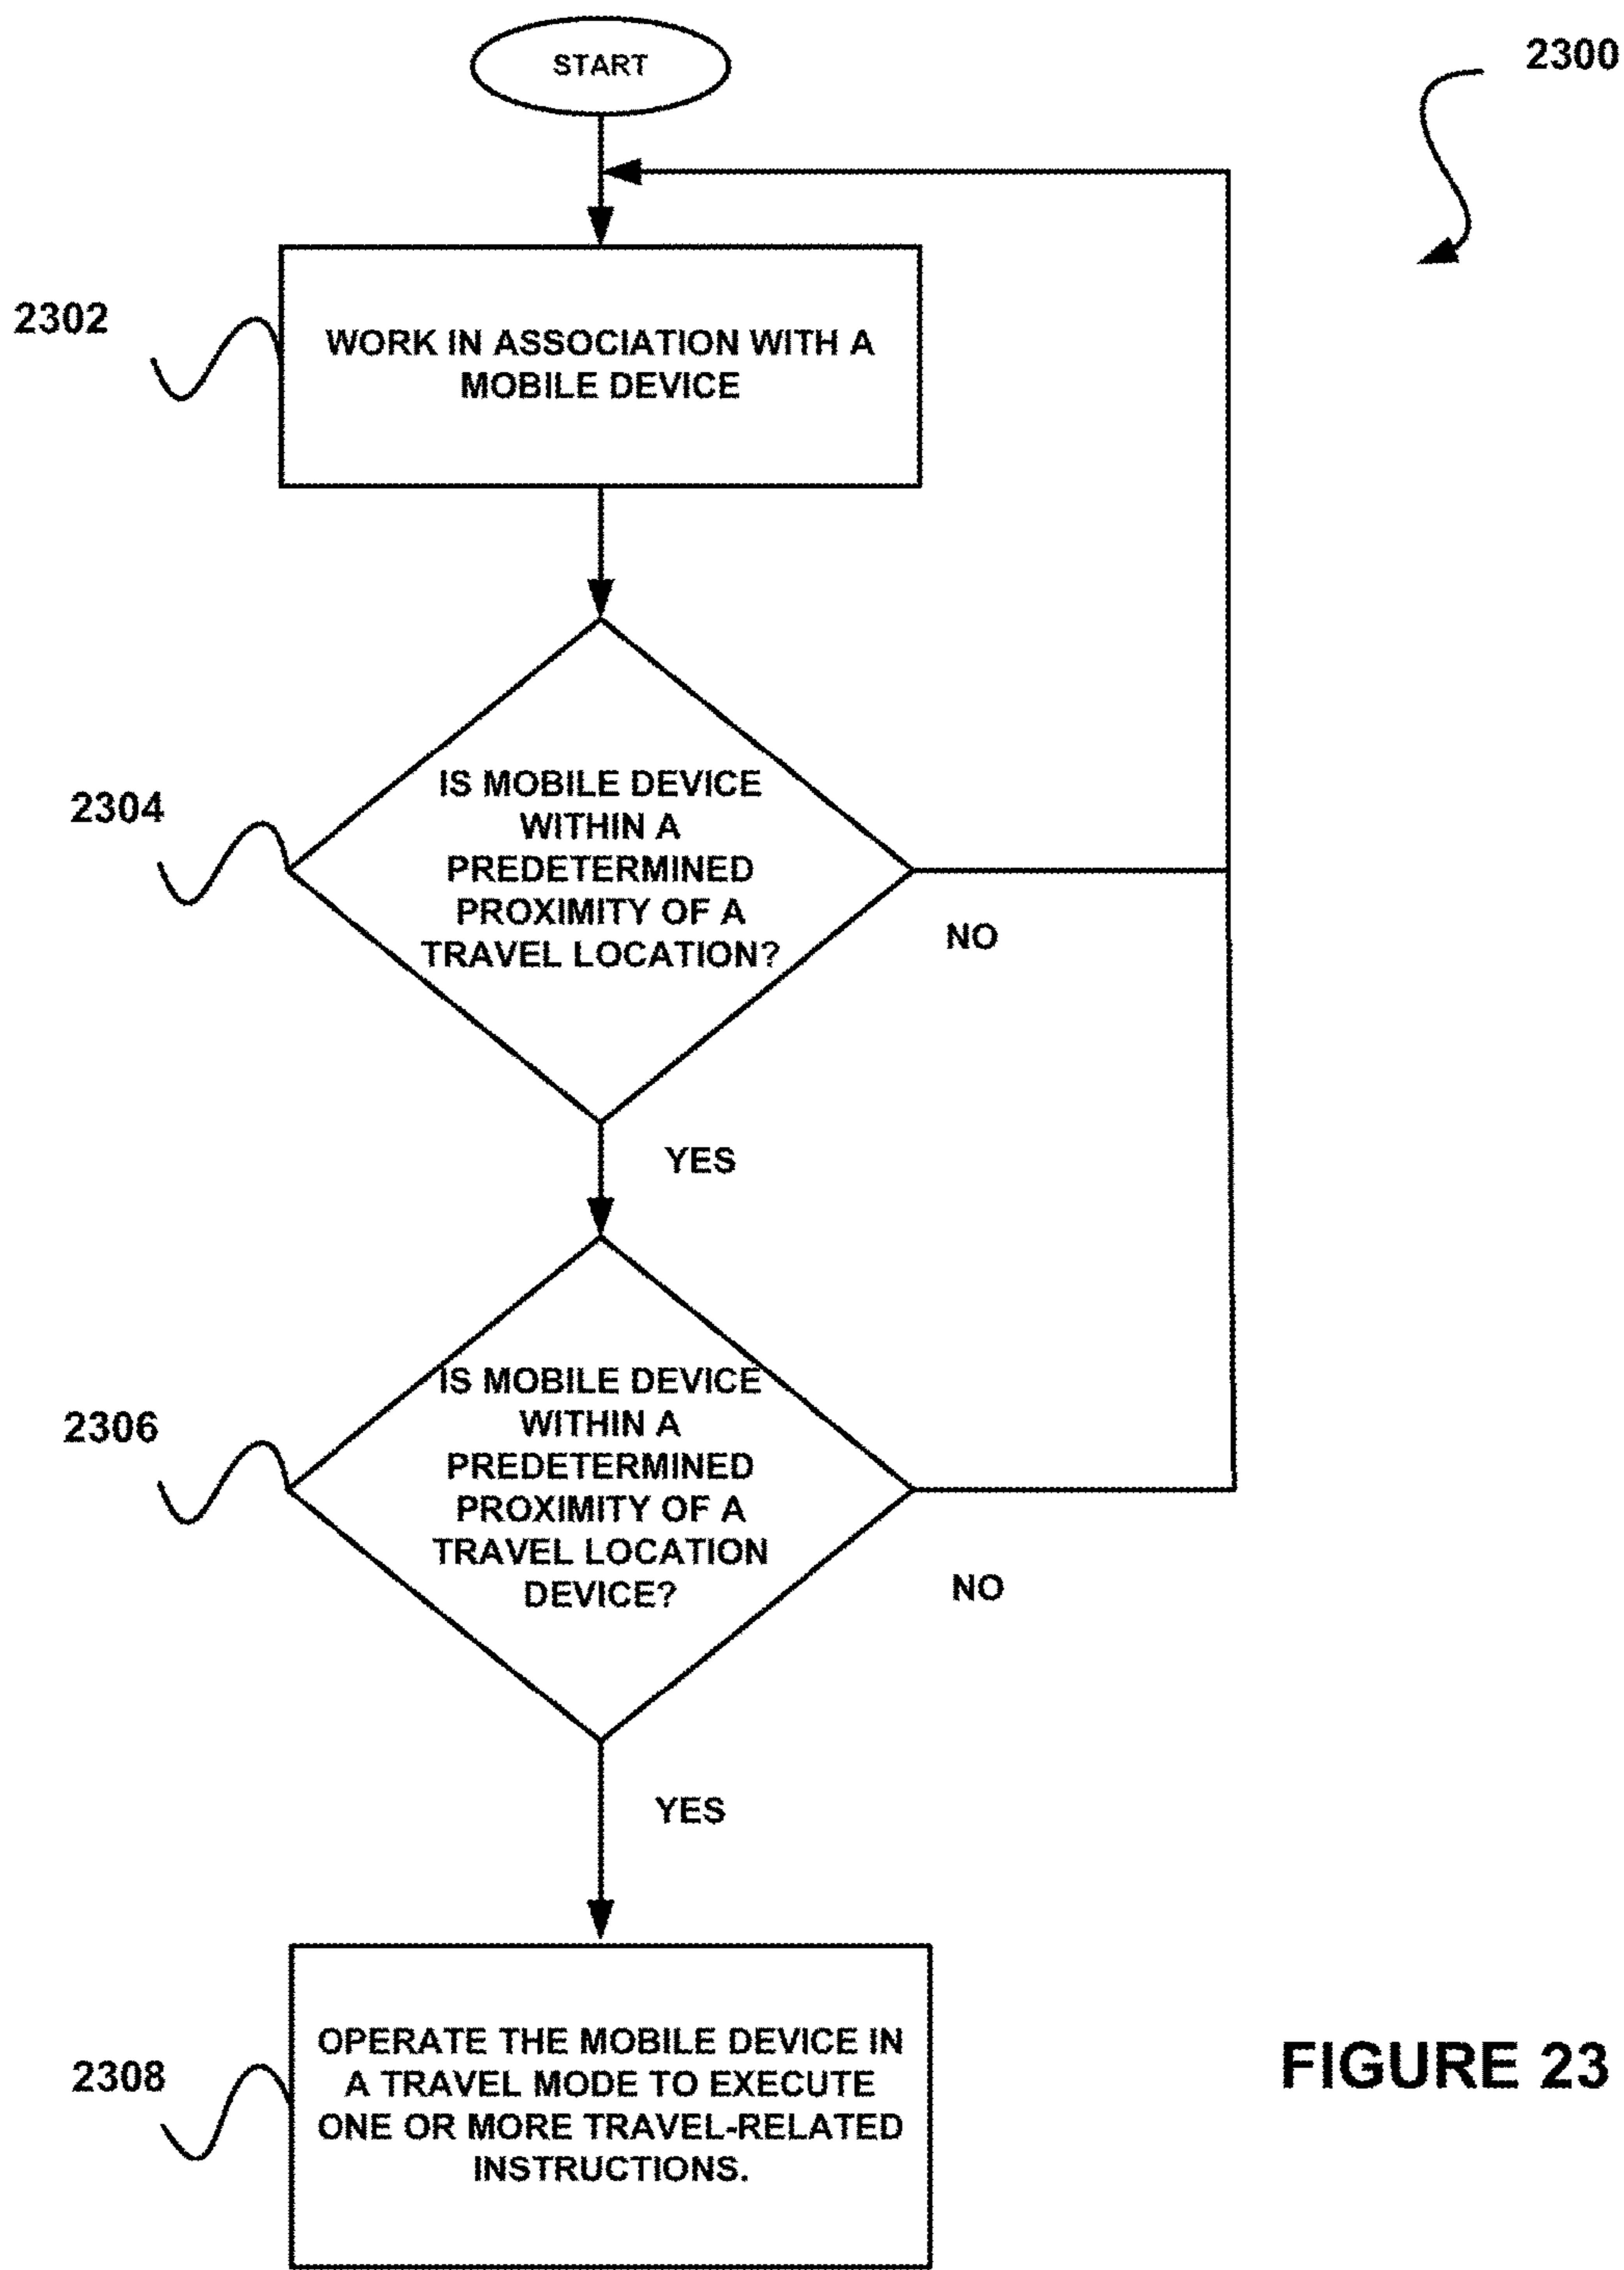 START
2300
2302
WORK IN ASSOCIATION WITH A
MOBILE DEVICE
2304
IS MOBILE DEVICE
WITHIN A
PREDETERMINED
PROXIMITY OF A
TRAVEL LOCATION?
NO
YES
2306
IS MOBILE DEVICE
WITHIN A
PREDETERMINED
PROXIMITY OF A
TRAVEL LOCATION
DEVICE?
NO
YES
2308
OPERATE THE MOBILE DEVICE IN
A TRAVEL MODE TO EXECUTE
ONE OR MORE TRAVEL-RELATED
INSTRUCTIONS.
FIGURE 23